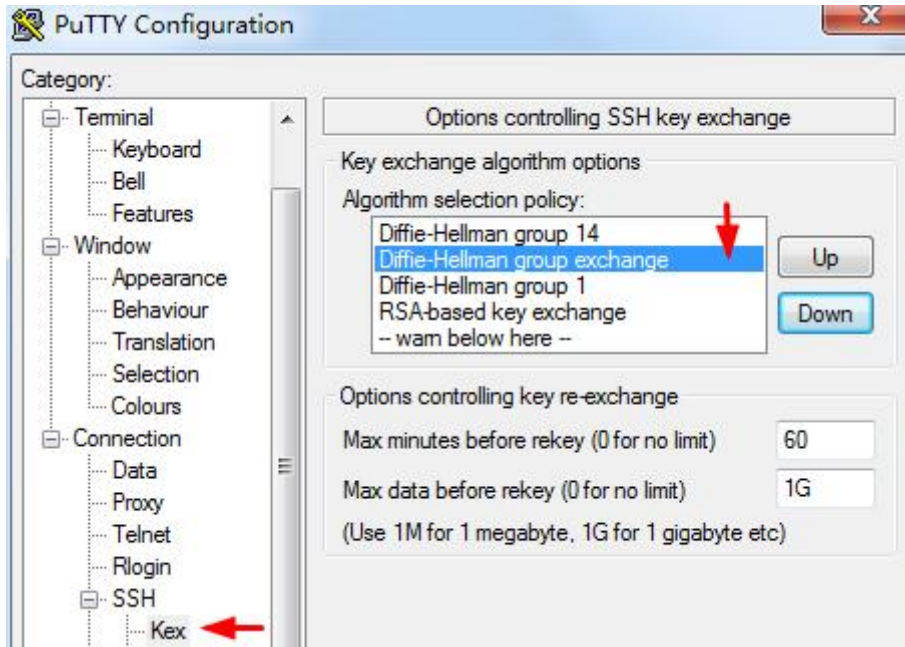 PuTTY Configuration
Category:
Terminal
Keyboard
Bell
Features
Window
Appearance
Behaviour
Translation
Selection
Colours
Connection
Data
Proxy
Telnet
Rlogin
SSH
Kex
Options controlling SSH key exchange
Key exchange algorithm options
Algorithm selection policy:
Diffie-Hellman group 14
Diffie-Hellman group exchange
Diffie-Hellman group 1
RSA-based key exchange
-- warn below here --
Up
Down
Options controlling key re-exchange
Max minutes before rekey (0 for no limit) 60
Max data before rekey (0 for no limit) 1G
(Use 1M for 1 megabyte, 1G for 1 gigabyte etc)